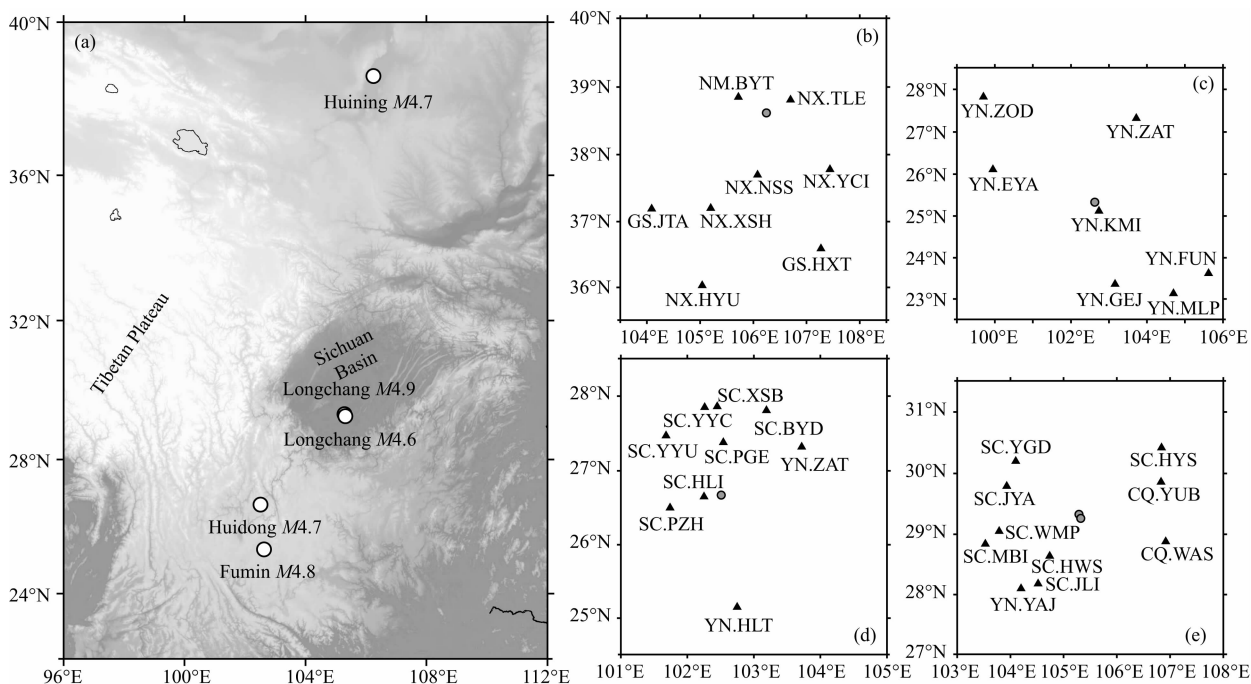 (a)
40°N
36°N
32°N
28°N
24°N
96°E
100°E
104°E
108°E
112°E
Huining M4.7
Tibetan Plateau
Sichuan
Basin
Longchang M4.9
Longchang M4.6
Huidong M4.7
Fumin M4.8
(b)
40°N
39°N
38°N
37°N
36°N
104°E
105°E
106°E
107°E
108°E
NM.BYT
NX.TLE
NX.NSS
NX.YCI
GS.JTA
NX.XSH
GS.HXT
NX.HYU
(c)
28°N
27°N
26°N
25°N
24°N
23°N
100°E
102°E
104°E
106°E
YN.ZOD
YN.ZAT
YN.EYA
YN.KMI
YN.FUN
YN.GEJ
YN.MLP
28°N
27°N
26°N
25°N
101°E
102°E
103°E
104°E
105°E
SC.XSB
SC.YYC
SC.BYD
SC.YYU
SC.PGE
YN.ZAT
SC.HLI
SC.PZH
YN.HLT
(d)
31°N
30°N
29°N
28°N
27°N
103°E
104°E
105°E
106°E
107°E
108°E
SC.YGD
SC.HYS
SC.JYA
CQ.YUB
SC.WMP
SC.MBI
SC.HWS
CQ.WAS
SC.JLI
YN.YAJ
(e)